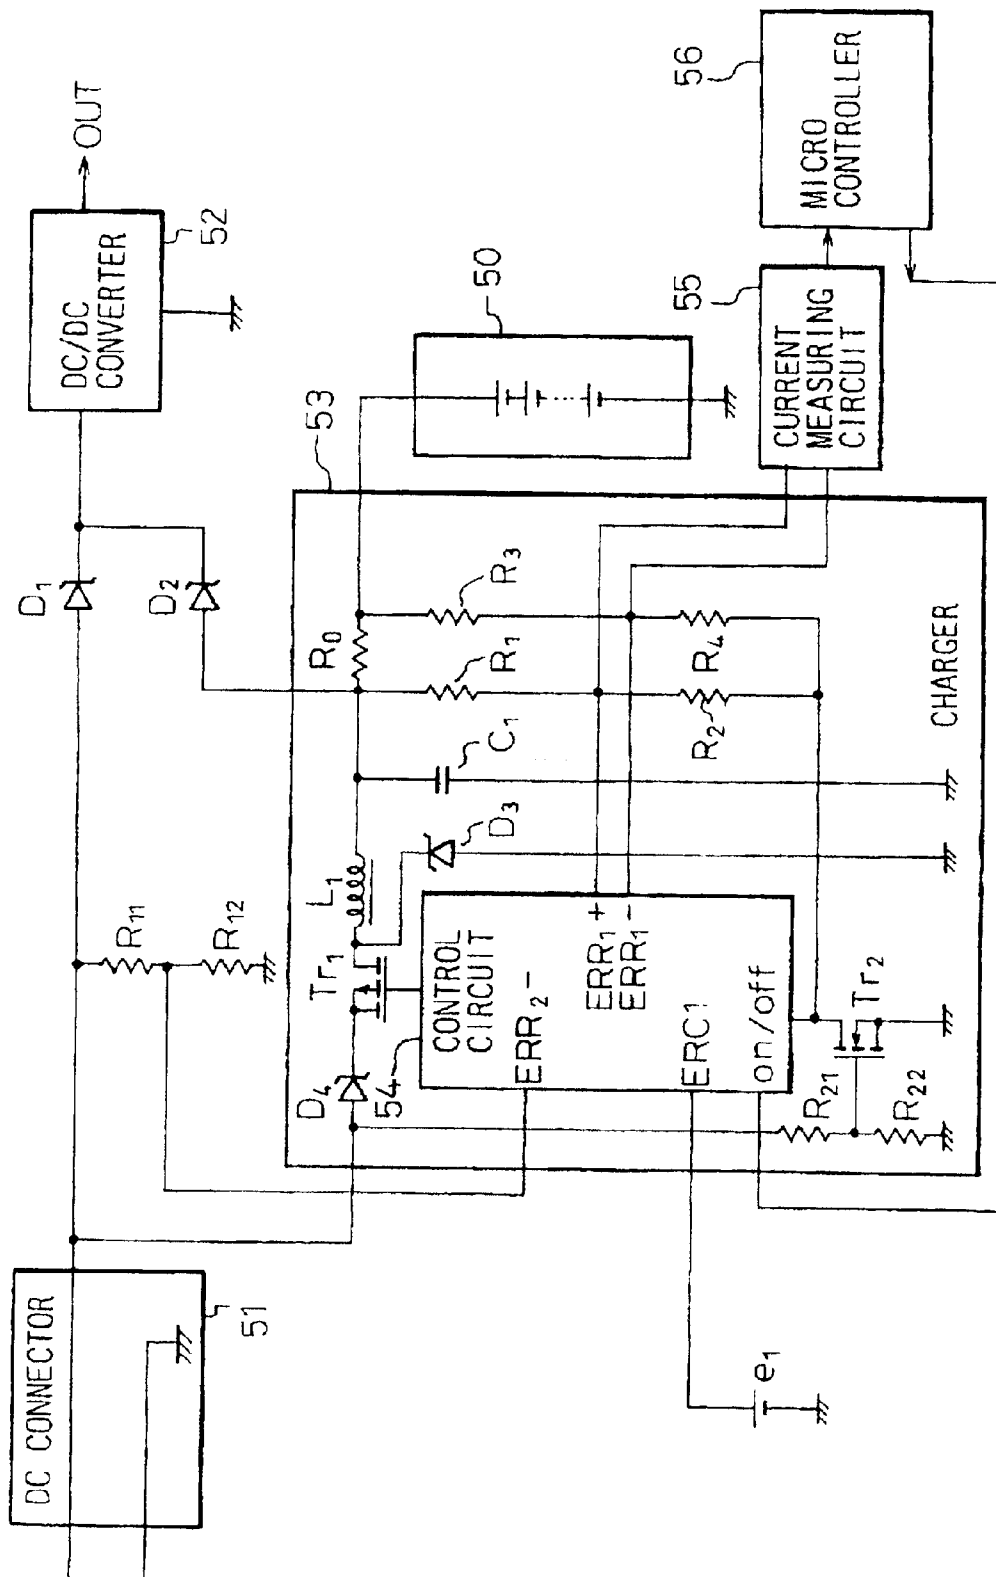 DC CONNECTOR
51
D1
D2
DC/DC
CONVERTER
52
OUT
R11
R12
53
50
D4
Tr1
L1
R0
R3
R1
C1
D3
54
CONTROL
CIRCUIT
ERR2-
ERR1+
ERR1-
ERC1
on/off
R2
R4
Tr2
R21
R22
CHARGER
e1
CURRENT
MEASURING
CIRCUIT
55
MICRO
CONTROLLER
56